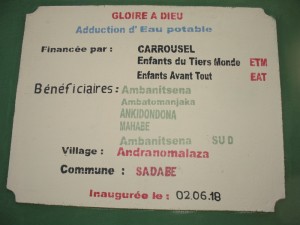 GLOIRE A DIEU
Adduction d'Eau potable
Financée par : CARROUSEL
Enfants du Tiers Monde ETM
Enfants Avant Tout EAT
Bénéficiaires: Ambanitsena
Ambatomanjaka
ANKIDONDONA
MAHABE
Ambanitsena SUD
Village : Andranomalaza
Commune : SADABE
Inaugurée le : 02.06.18